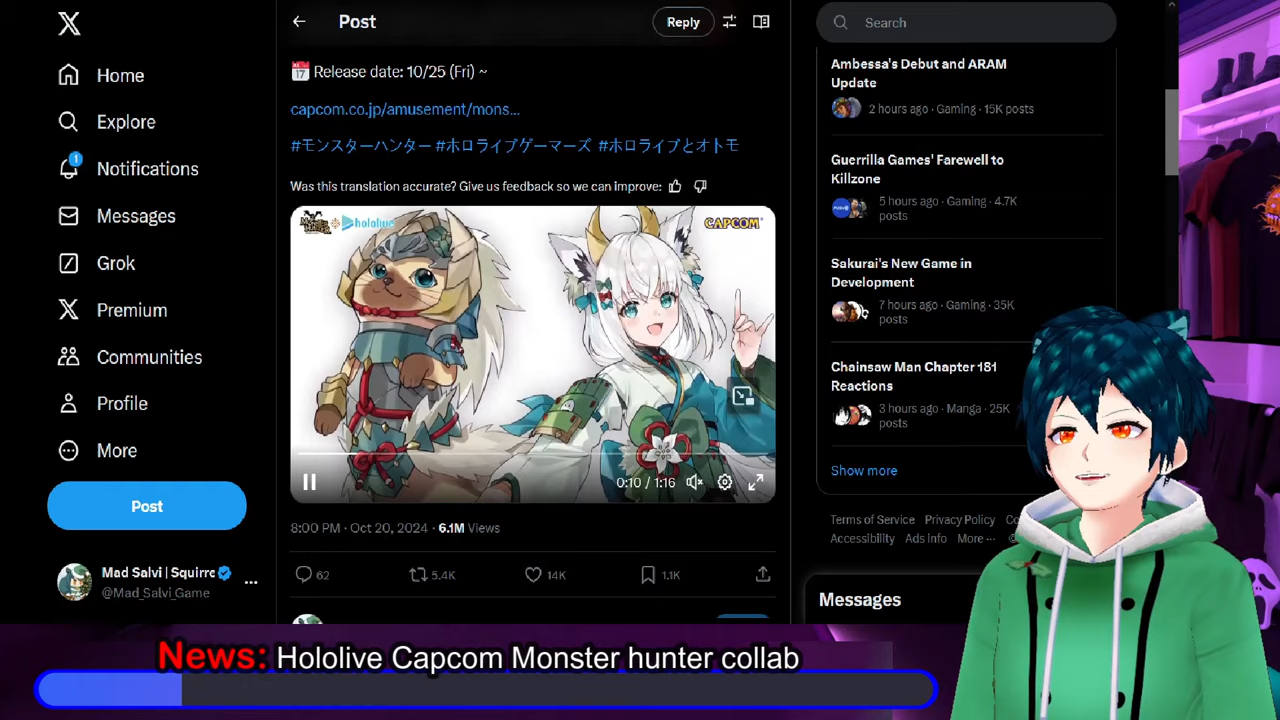 Home
Explore
1
Notifications
Messages
Grok
Premium
Communities
Profile
More
Post
Mad Salvi | Squirre
@Mad_Salvi_Game
Post
Reply
17 Release date: 10/25 (Fri) ~
capcom.co.jp/amusement/mons...
#モンスターハンター #ホロライブゲーマーズ #ホロライブとオトモ
Was this translation accurate? Give us feedback so we can improve:
hololive
CAPCOM
0:10 / 1:16
8:00 PM · Oct 20, 2024 · 6.1M Views
62
5.4K
14K
1.1K
Search
Ambessa's Debut and ARAM
Update
2 hours ago · Gaming · 15K posts
Guerrilla Games' Farewell to
Killzone
5 hours ago · Gaming · 4.7K
posts
Sakurai's New Game in
Development
7 hours ago · Gaming · 35K
posts
Chainsaw Man Chapter 181
Reactions
3 hours ago · Manga · 25K
posts
Show more
Terms of Service Privacy Policy
Accessibility Ads Info More ···
Messages
News: Hololive Capcom Monster hunter collab